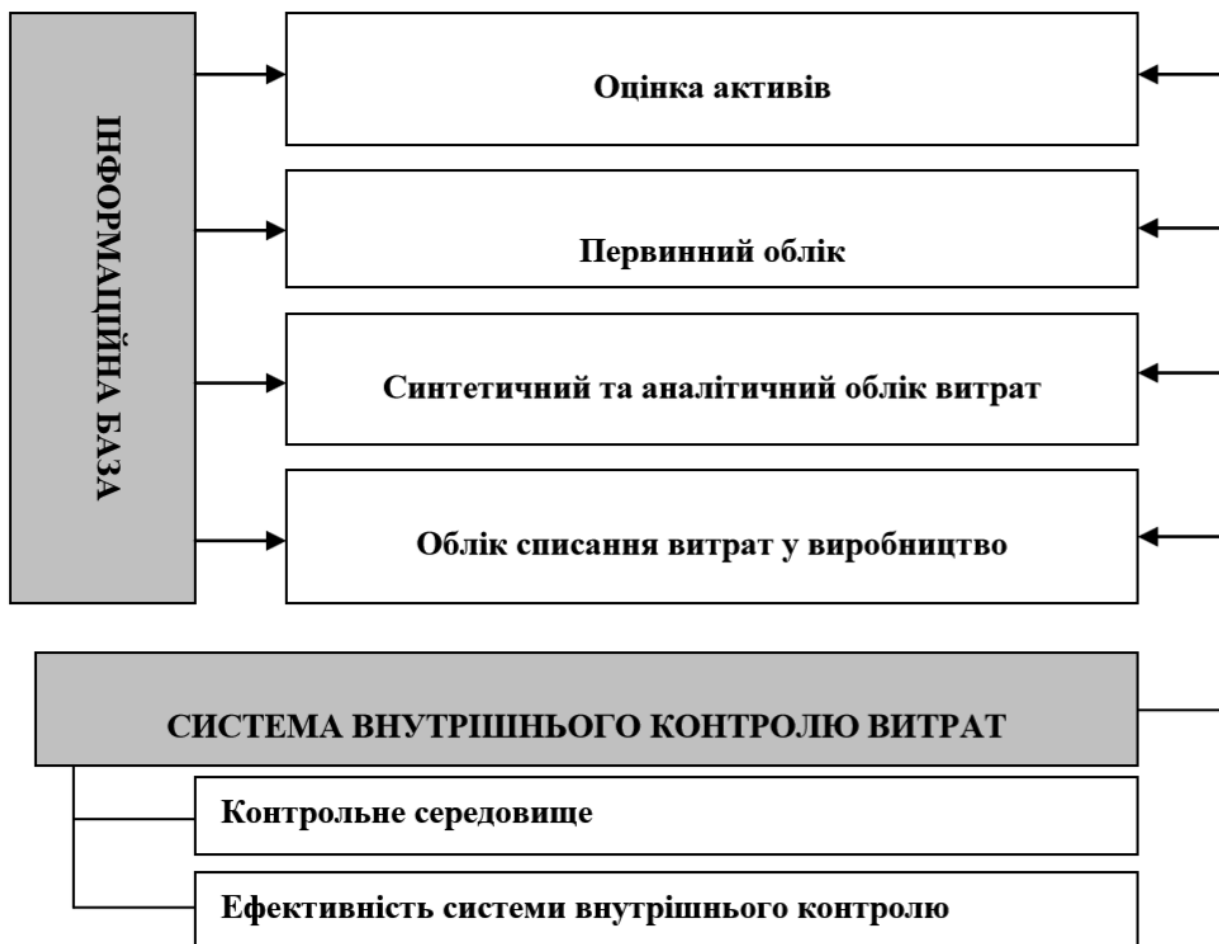 ІНФОРМАЦІЙНА БАЗА
Оцінка активів
Первинний облік
Синтетичний та аналітичний облік витрат
Облік списання витрат у виробництво
СИСТЕМА ВНУТРІШНЬОГО КОНТРОЛЮ ВИТРАТ
Контрольне середовище
Ефективність системи внутрішнього контролю